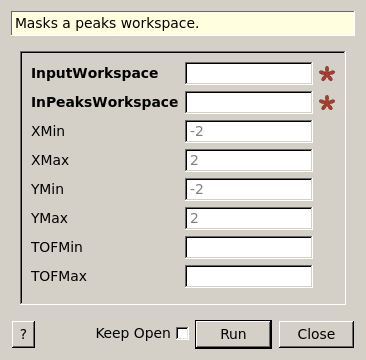 Masks a peaks workspace.
InputWorkspace
InPeaksWorkspace
XMin -2
XMax 2
YMin -2
YMax 2
TOFMin
TOFMax
? Keep Open Run Close